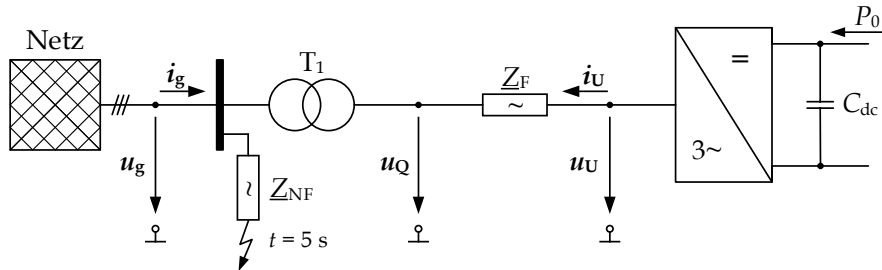 Netz
i_g
T₁
Z_F
i_U
P₀
=
C_dc
u_g
Z_NF
u_Q
u_U
3~
~
~
t = 5 s